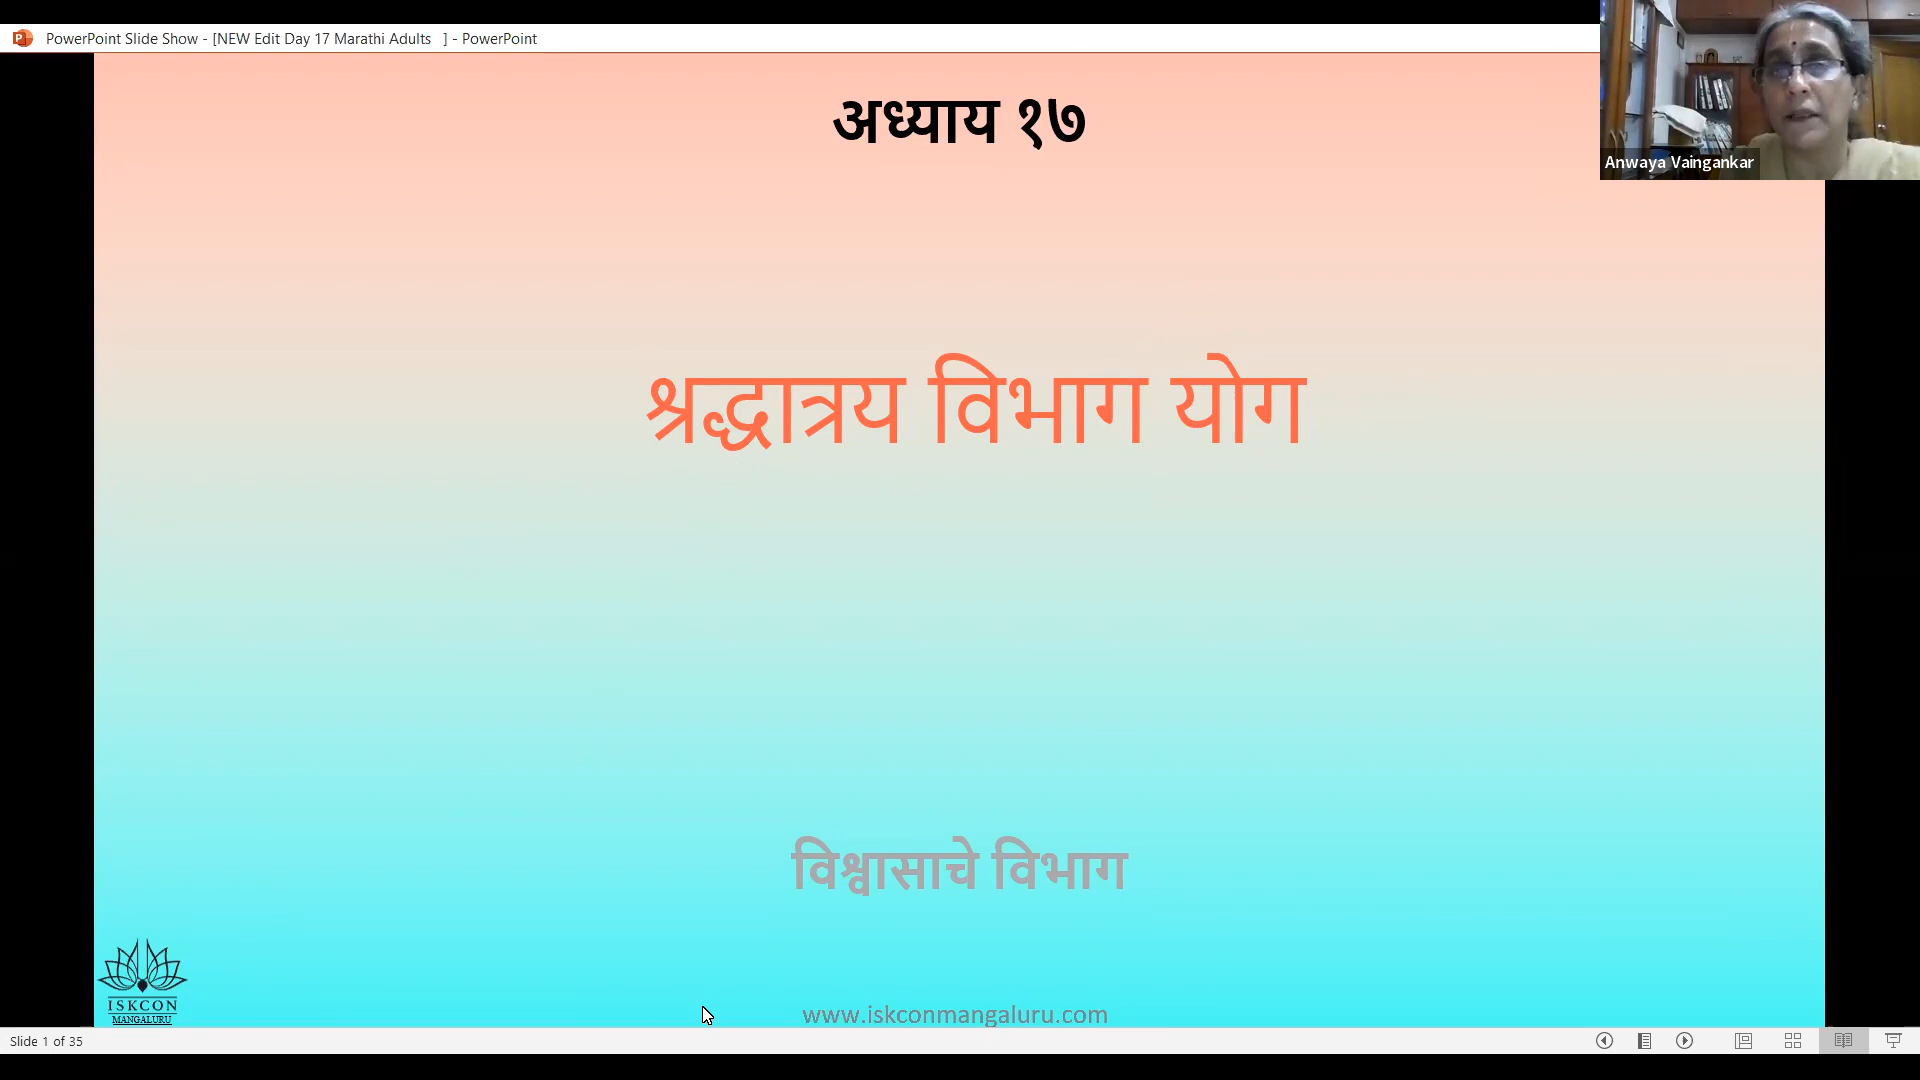 PowerPoint Slide Show - [NEW Edit Day 17 Marathi Adults ] - PowerPoint
Anwaya Vaingankar
अध्याय १७
श्रद्धात्रय विभाग योग
विश्वासाचे विभाग
ISKCON
MANGALURU
www.iskconmangaluru.com
Slide 1 of 35